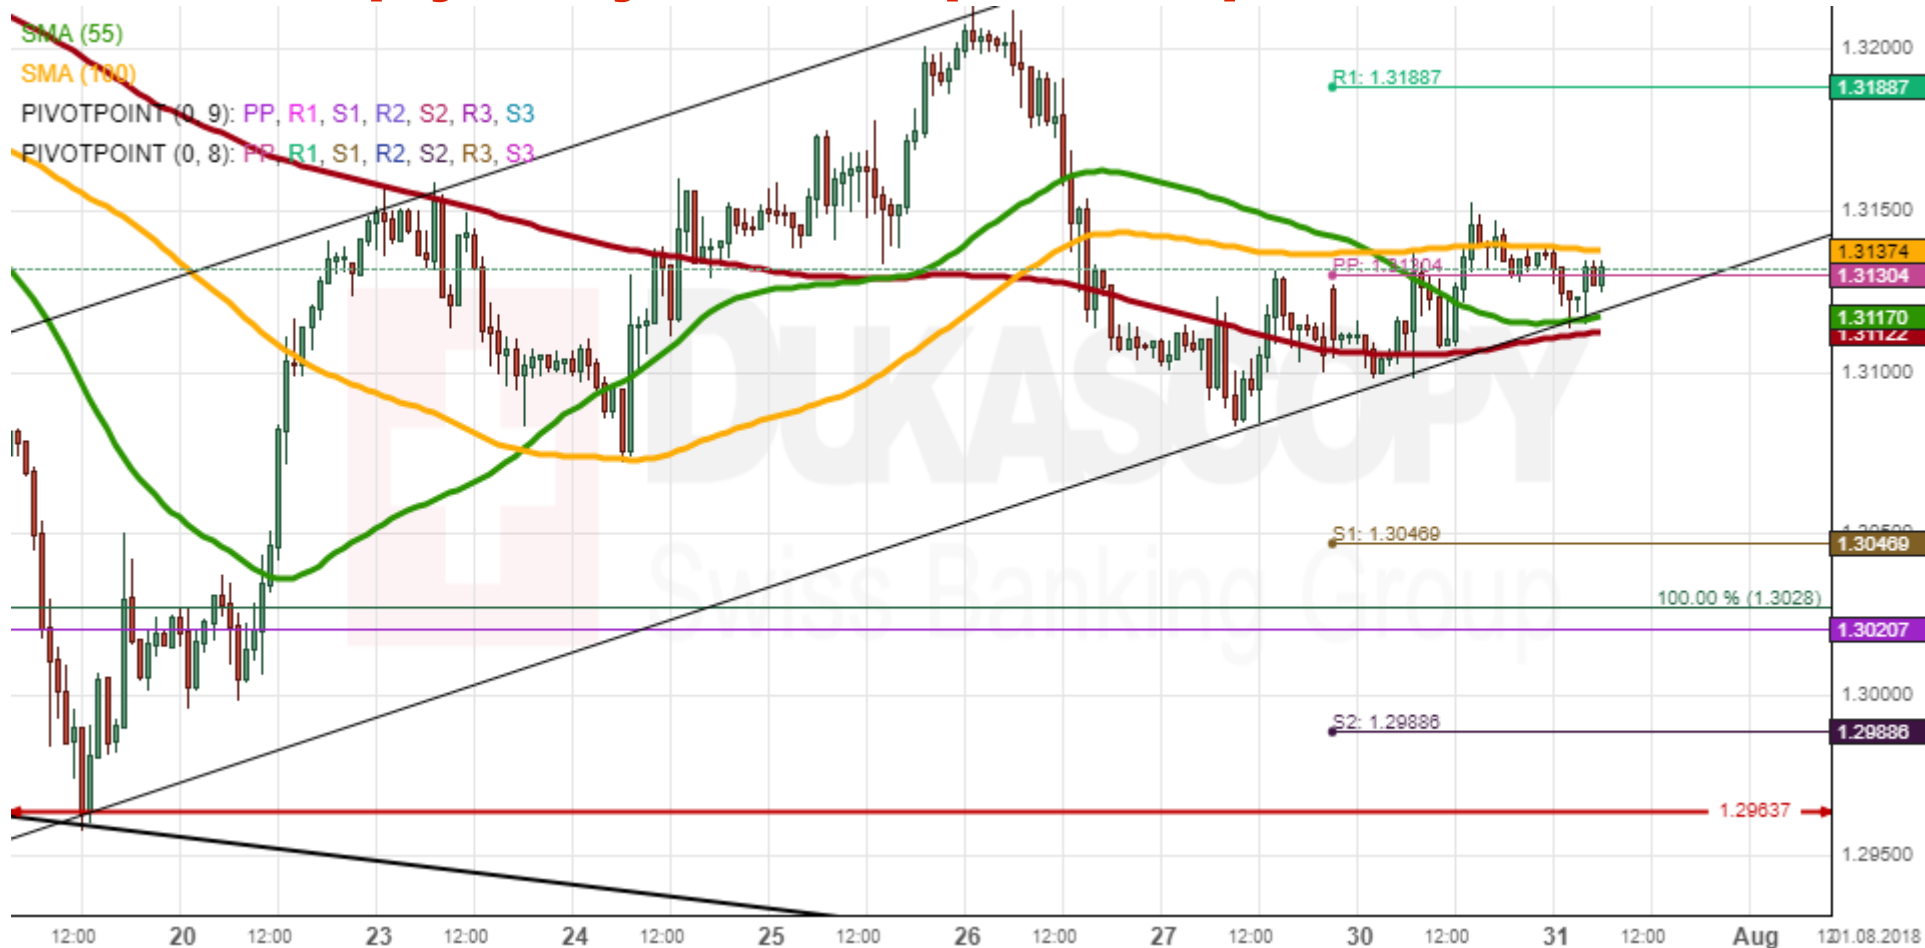 SMA (55)
SMA (100)
PIVOTPOINT (0, 9): PP, R1, S1, R2, S2, R3, S3
PIVOTPOINT (0, 8): PP, R1, S1, R2, S2, R3, S3
R1: 1.31887
PP: 1.31304
S1: 1.30469
100.00 % (1.3028)
S2: 1.29886
1.29637
DUKASCOPY
Swiss Banking Group
1.32000
1.31887
1.31500
1.31374
1.31304
1.31170
1.31122
1.31000
1.30469
1.30207
1.30000
1.29886
1.29500
12:00 20 12:00 23 12:00 24 12:00 25 12:00 26 12:00 27 12:00 30 12:00 31 12:00 Aug 01.08.2018